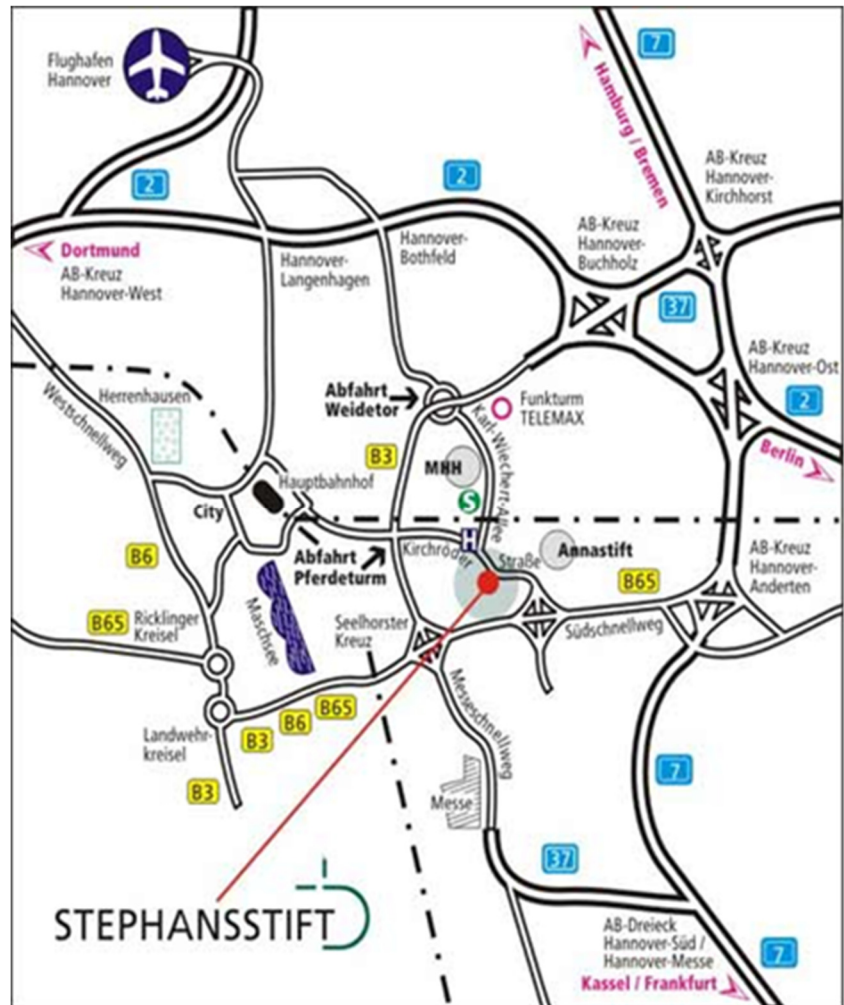 Flughafen
Hannover
7
Hamburg / Bremen
AB-Kreuz
Hannover-
Kirchhorst
2
2
Dortmund
AB-Kreuz
Hannover-West
Hannover-
Langenhagen
Hannover-
Bothfeld
AB-Kreuz
Hannover-
Buchholz
37
AB-Kreuz
Hannover-Ost
2
Berlin
Westschnellweg
Herrenhausen
Abfahrt
Weidetor
Funkturm
TELEMAX
Karl-Wiechert-Allee
B3
MHH
S
Hauptbahnhof
City
H
Kirchröder
Straße
Annastift
Abfahrt
Pferdeturm
B6
B65
AB-Kreuz
Hannover-
Anderten
B65
Ricklinger
Kreisel
Maschsee
Seelhorster
Kreuz
Südschnellweg
Messeschnellweg
B65
B6
B3
Landwehr-
kreisel
B3
Messe
7
37
STEPHANSSTIFT
AB-Dreieck
Hannover-Süd /
Hannover-Messe
7
Kassel / Frankfurt